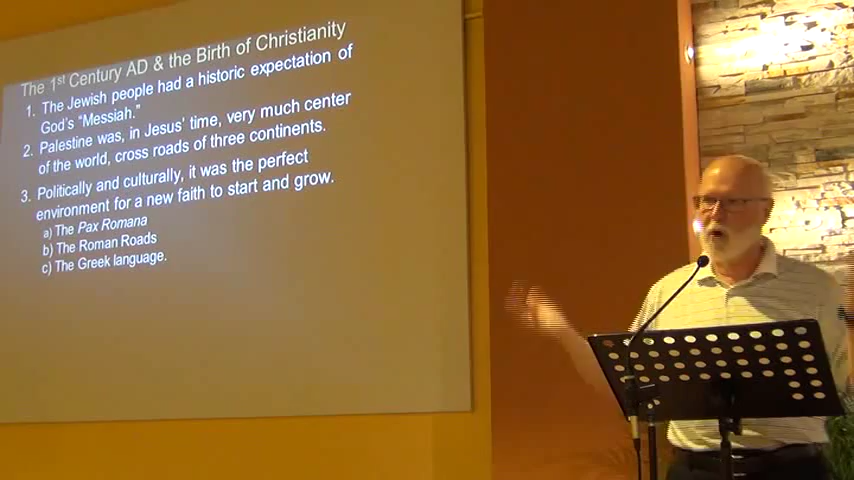 The 1st Century AD & the Birth of Christianity
1. The Jewish people had a historic expectation of
God's "Messiah."
2. Palestine was, in Jesus' time, very much center
of the world, cross roads of three continents.
3. Politically and culturally, it was the perfect
environment for a new faith to start and grow.
a) The Pax Romana
b) The Roman Roads
c) The Greek language.